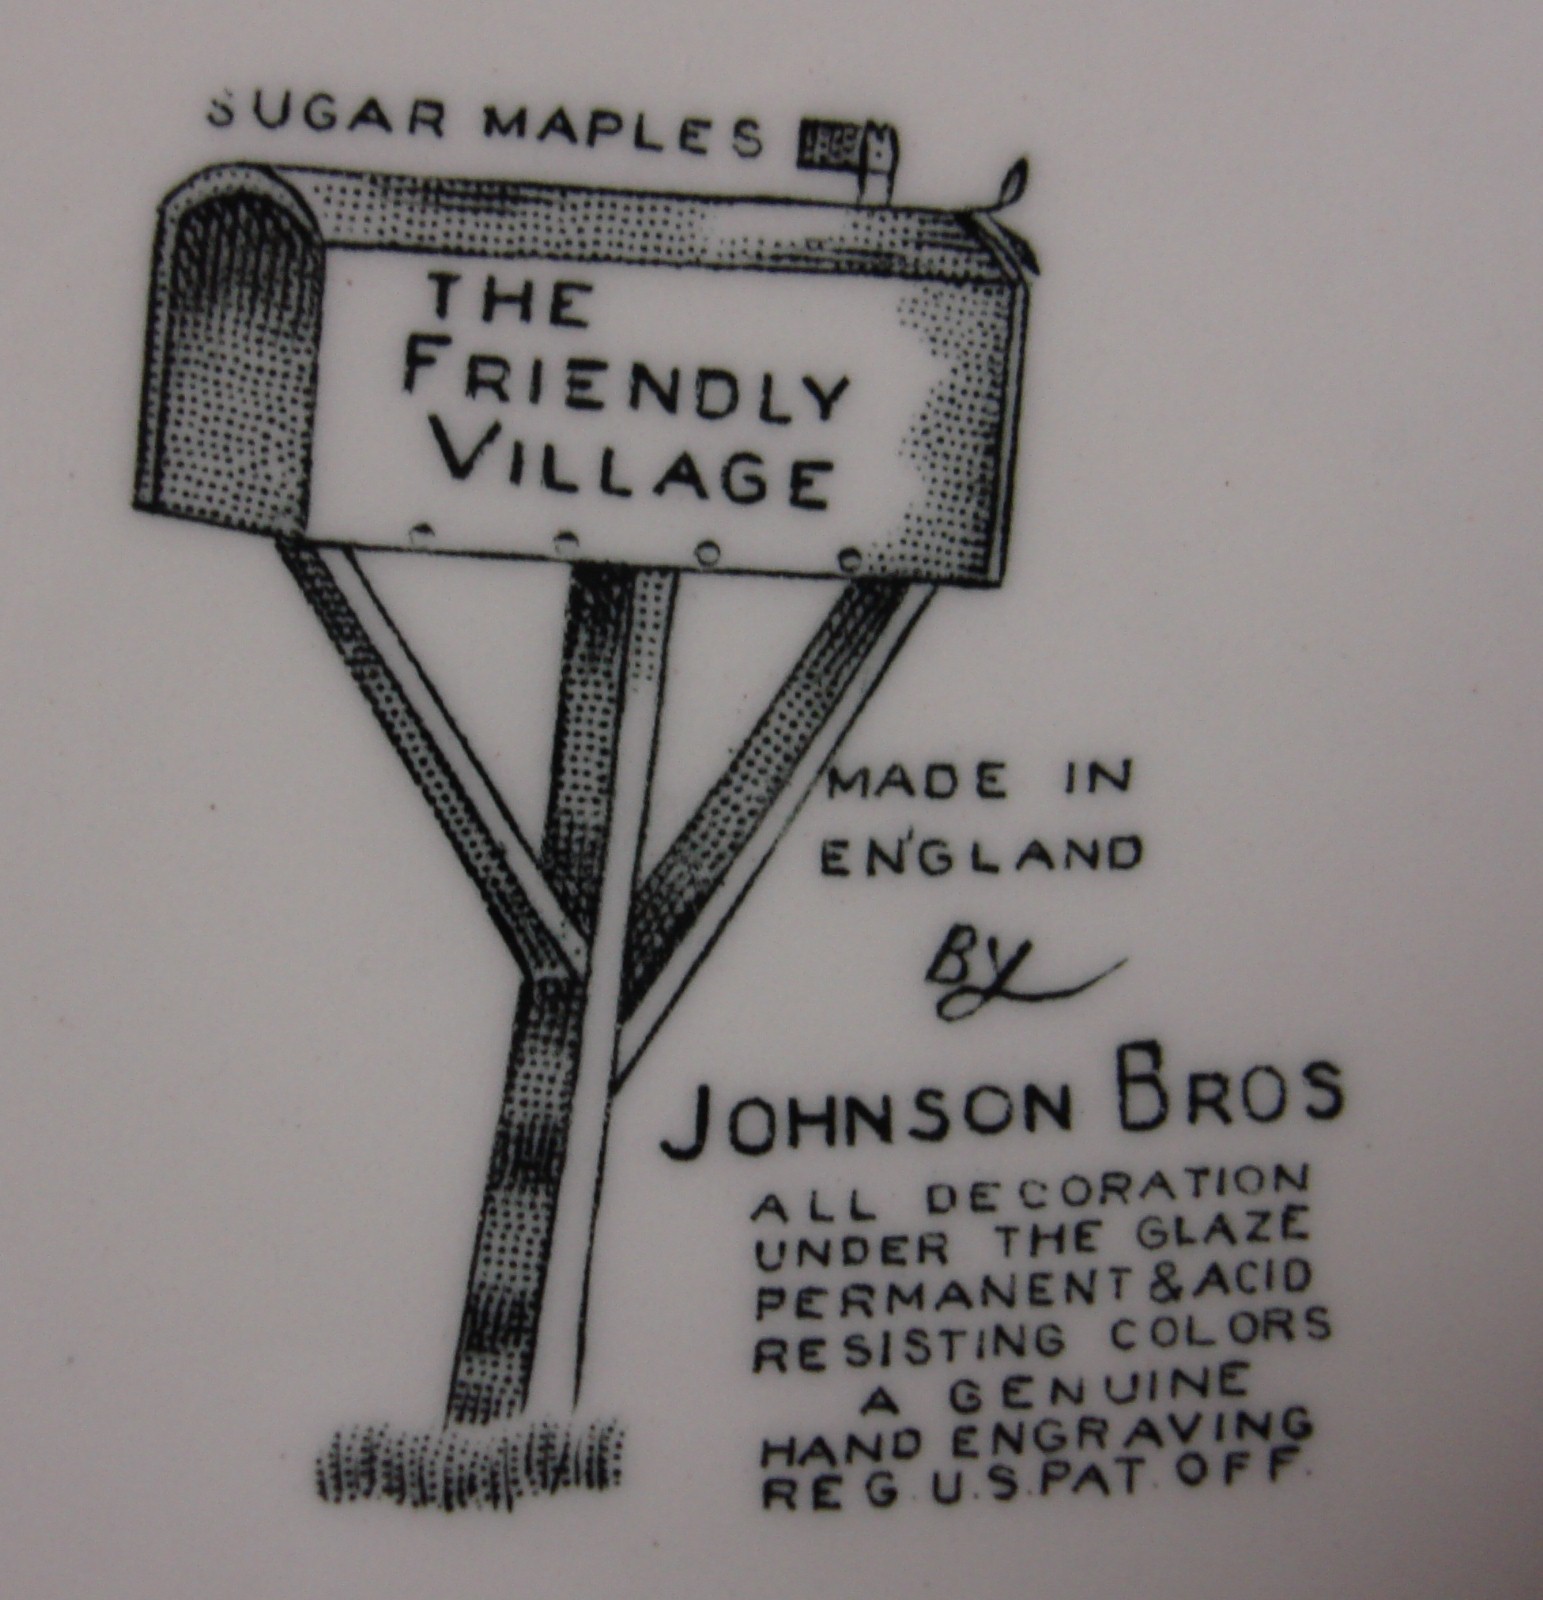 SUGAR MAPLES
THE
FRIENDLY
VILLAGE
MADE IN
ENGLAND
By
JOHNSON BROS
ALL DECORATION
UNDER THE GLAZE
PERMANENT & ACID
RESISTING COLORS
A GENUINE
HAND ENGRAVING
REG. U.S. PAT. OFF.